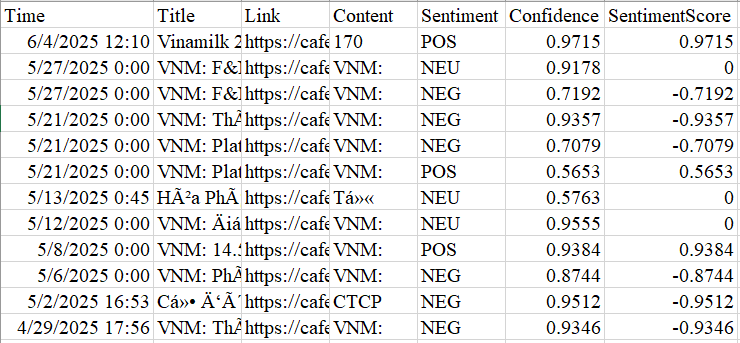 Time Title Link Content Sentiment Confidence SentimentScore
6/4/2025 12:10 Vinamilk 2 https://cafe 170 POS 0.9715 0.9715
5/27/2025 0:00 VNM: F&I https://cafe VNM: NEU 0.9178 0
5/27/2025 0:00 VNM: F&I https://cafe VNM: NEG 0.7192 -0.7192
5/21/2025 0:00 VNM: ThÃ https://cafe VNM: NEG 0.9357 -0.9357
5/21/2025 0:00 VNM: Plat https://cafe VNM: NEG 0.7079 -0.7079
5/21/2025 0:00 VNM: Plat https://cafe VNM: POS 0.5653 0.5653
5/13/2025 0:45 HÃ²a PhÃ https://cafe Tá»« NEU 0.5763 0
5/12/2025 0:00 VNM: Äiá https://cafe VNM: NEU 0.9555 0
5/8/2025 0:00 VNM: 14.5 https://cafe VNM: POS 0.9384 0.9384
5/6/2025 0:00 VNM: PhÃ https://cafe VNM: NEG 0.8744 -0.8744
5/2/2025 16:53 Cá»• Ä‘Ã´ https://cafe CTCP NEG 0.9512 -0.9512
4/29/2025 17:56 VNM: ThÃ https://cafe VNM: NEG 0.9346 -0.9346